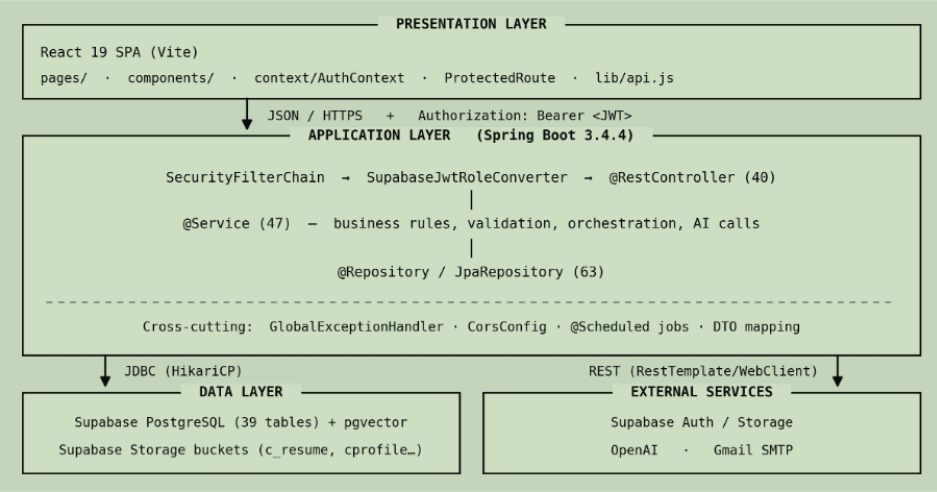 PRESENTATION LAYER
React 19 SPA (Vite)
pages/ · components/ · context/AuthContext · ProtectedRoute · lib/api.js
JSON / HTTPS + Authorization: Bearer <JWT>
APPLICATION LAYER (Spring Boot 3.4.4)
SecurityFilterChain → SupabaseJwtRoleConverter → @RestController (40)
@Service (47) — business rules, validation, orchestration, AI calls
@Repository / JpaRepository (63)
Cross-cutting: GlobalExceptionHandler · CorsConfig · @Scheduled jobs · DTO mapping
JDBC (HikariCP)
REST (RestTemplate/WebClient)
DATA LAYER
Supabase PostgreSQL (39 tables) + pgvector
Supabase Storage buckets (c_resume, cprofile…)
EXTERNAL SERVICES
Supabase Auth / Storage
OpenAI · Gmail SMTP